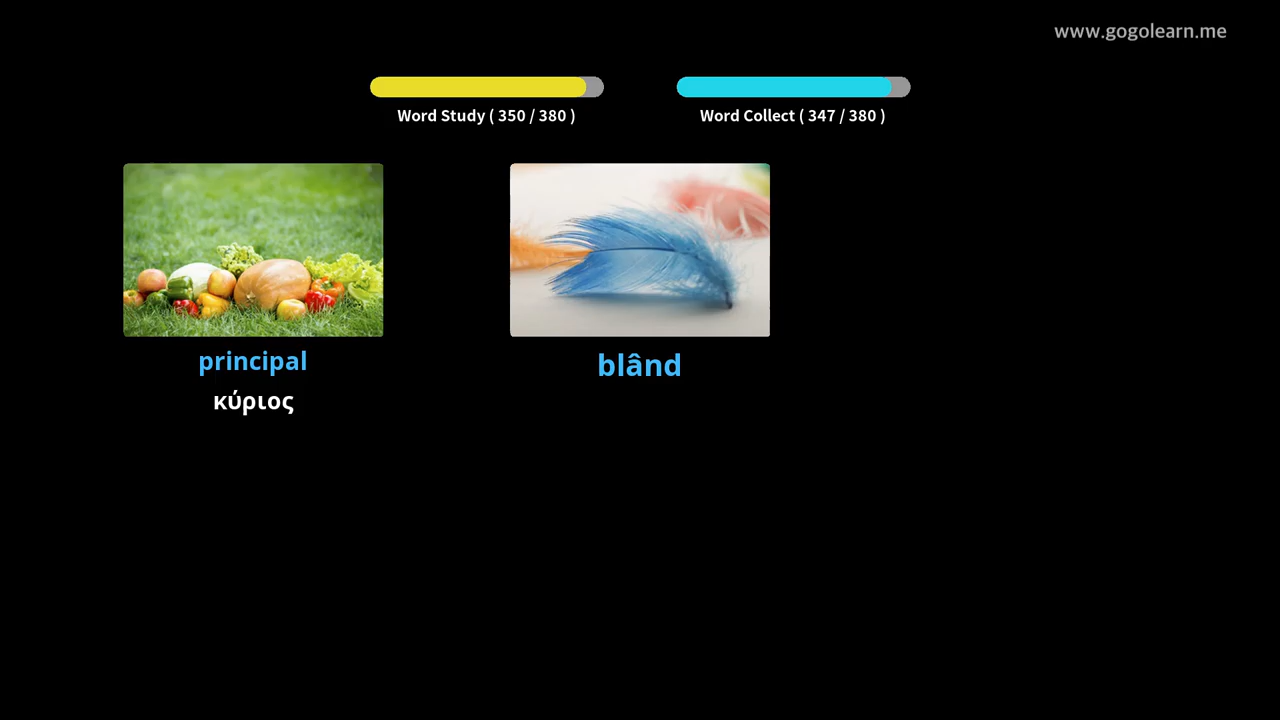 www.gogolearn.me
Word Study ( 350 / 380 )
Word Collect ( 347 / 380 )
principal
κύριος
blând